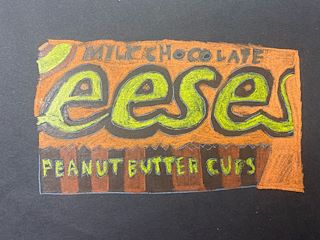 MILK CHOCOLATE
'eeses
PEANUT BUTTER CUPS